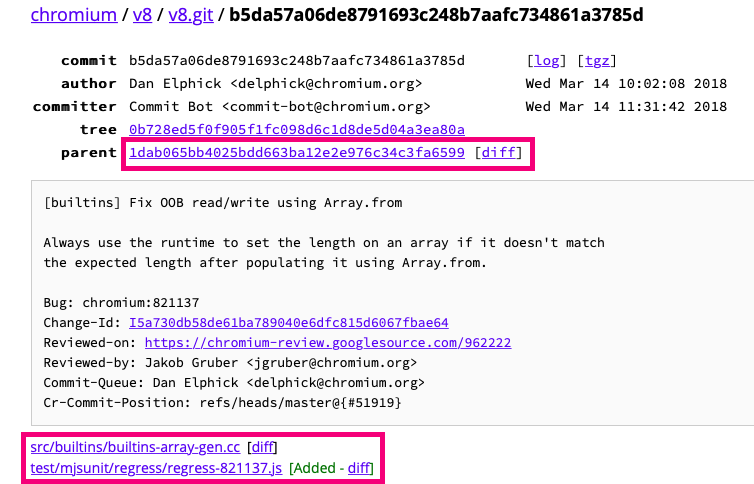 chromium / v8 / v8.git / b5da57a06de8791693c248b7aafc734861a3785d
commit b5da57a06de8791693c248b7aafc734861a3785d [log] [tgz]
author Dan Elphick <delphick@chromium.org> Wed Mar 14 10:02:08 2018
committer Commit Bot <commit-bot@chromium.org> Wed Mar 14 11:31:42 2018
tree 0b728ed5f0f905f1fc098d6c1d8de5d04a3ea80a
parent 1dab065bb4025bdd663ba12e2e976c34c3fa6599 [diff]
[builtins] Fix OOB read/write using Array.from
Always use the runtime to set the length on an array if it doesn't match
the expected length after populating it using Array.from.
Bug: chromium:821137
Change-Id: I5a730db58de61ba789040e6dfc815d6067fbae64
Reviewed-on: https://chromium-review.googlesource.com/962222
Reviewed-by: Jakob Gruber <jgruber@chromium.org>
Commit-Queue: Dan Elphick <delphick@chromium.org>
Cr-Commit-Position: refs/heads/master@{#51919}
src/builtins/builtins-array-gen.cc [diff]
test/mjsunit/regress/regress-821137.js [Added - diff]